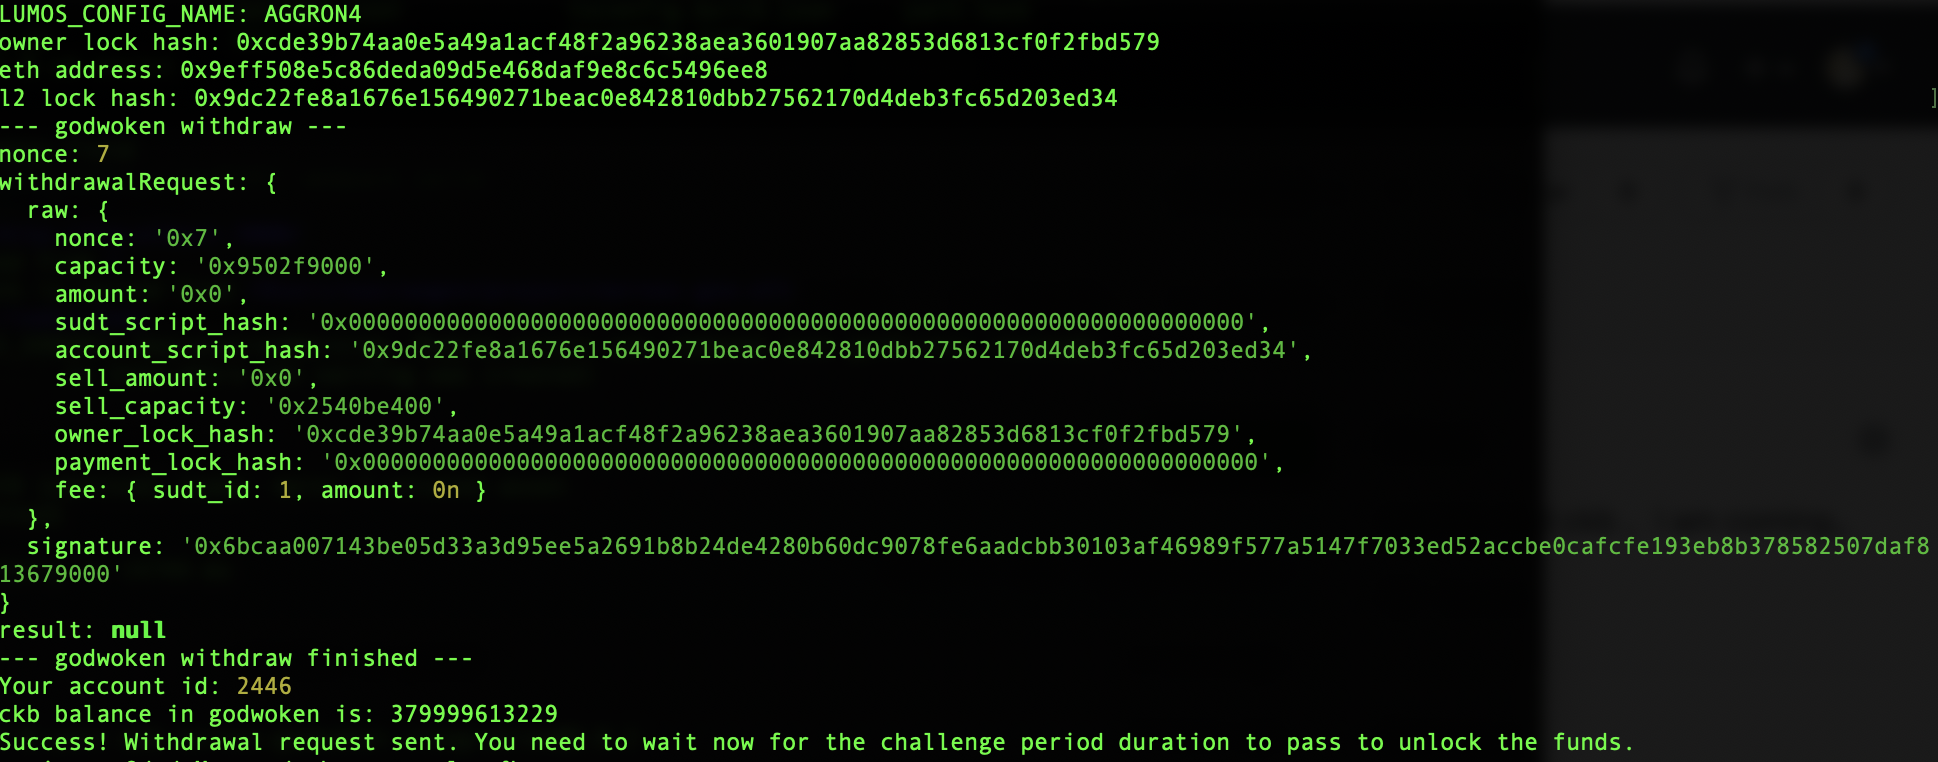 LUMOS_CONFIG_NAME: AGGRON4
owner lock hash: 0xcde39b74aa0e5a49a1acf48f2a96238aea3601907aa82853d6813cf0f2fbd579
eth address: 0x9eff508e5c86deda09d5e468daf9e8c6c5496ee8
l2 lock hash: 0x9dc22fe8a1676e156490271beac0e842810dbb27562170d4deb3fc65d203ed34
--- godwoken withdraw ---
nonce: 7
withdrawalRequest: {
  raw: {
    nonce: '0x7',
    capacity: '0x9502f9000',
    amount: '0x0',
    sudt_script_hash: '0x0000000000000000000000000000000000000000000000000000000000000000',
    account_script_hash: '0x9dc22fe8a1676e156490271beac0e842810dbb27562170d4deb3fc65d203ed34',
    sell_amount: '0x0',
    sell_capacity: '0x2540be400',
    owner_lock_hash: '0xcde39b74aa0e5a49a1acf48f2a96238aea3601907aa82853d6813cf0f2fbd579',
    payment_lock_hash: '0x0000000000000000000000000000000000000000000000000000000000000000',
    fee: { sudt_id: 1, amount: 0n }
  },
  signature: '0x6bcaa007143be05d33a3d95ee5a2691b8b24de4280b60dc9078fe6aadcbb30103af46989f577a5147f7033ed52accbe0cafcfe193eb8b378582507daf8
13679000'
}
result: null
--- godwoken withdraw finished ---
Your account id: 2446
ckb balance in godwoken is: 379999613229
Success! Withdrawal request sent. You need to wait now for the challenge period duration to pass to unlock the funds.